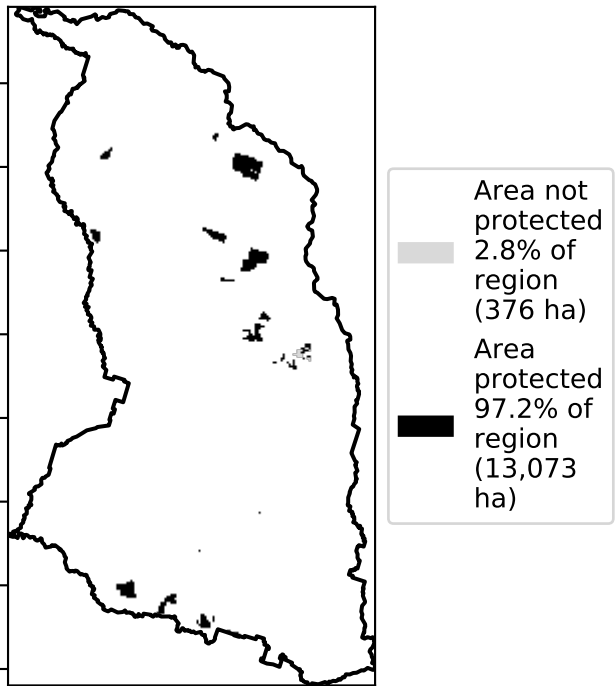 Area not
protected
2.8% of
region
(376 ha)
Area
protected
97.2% of
region
(13,073
ha)